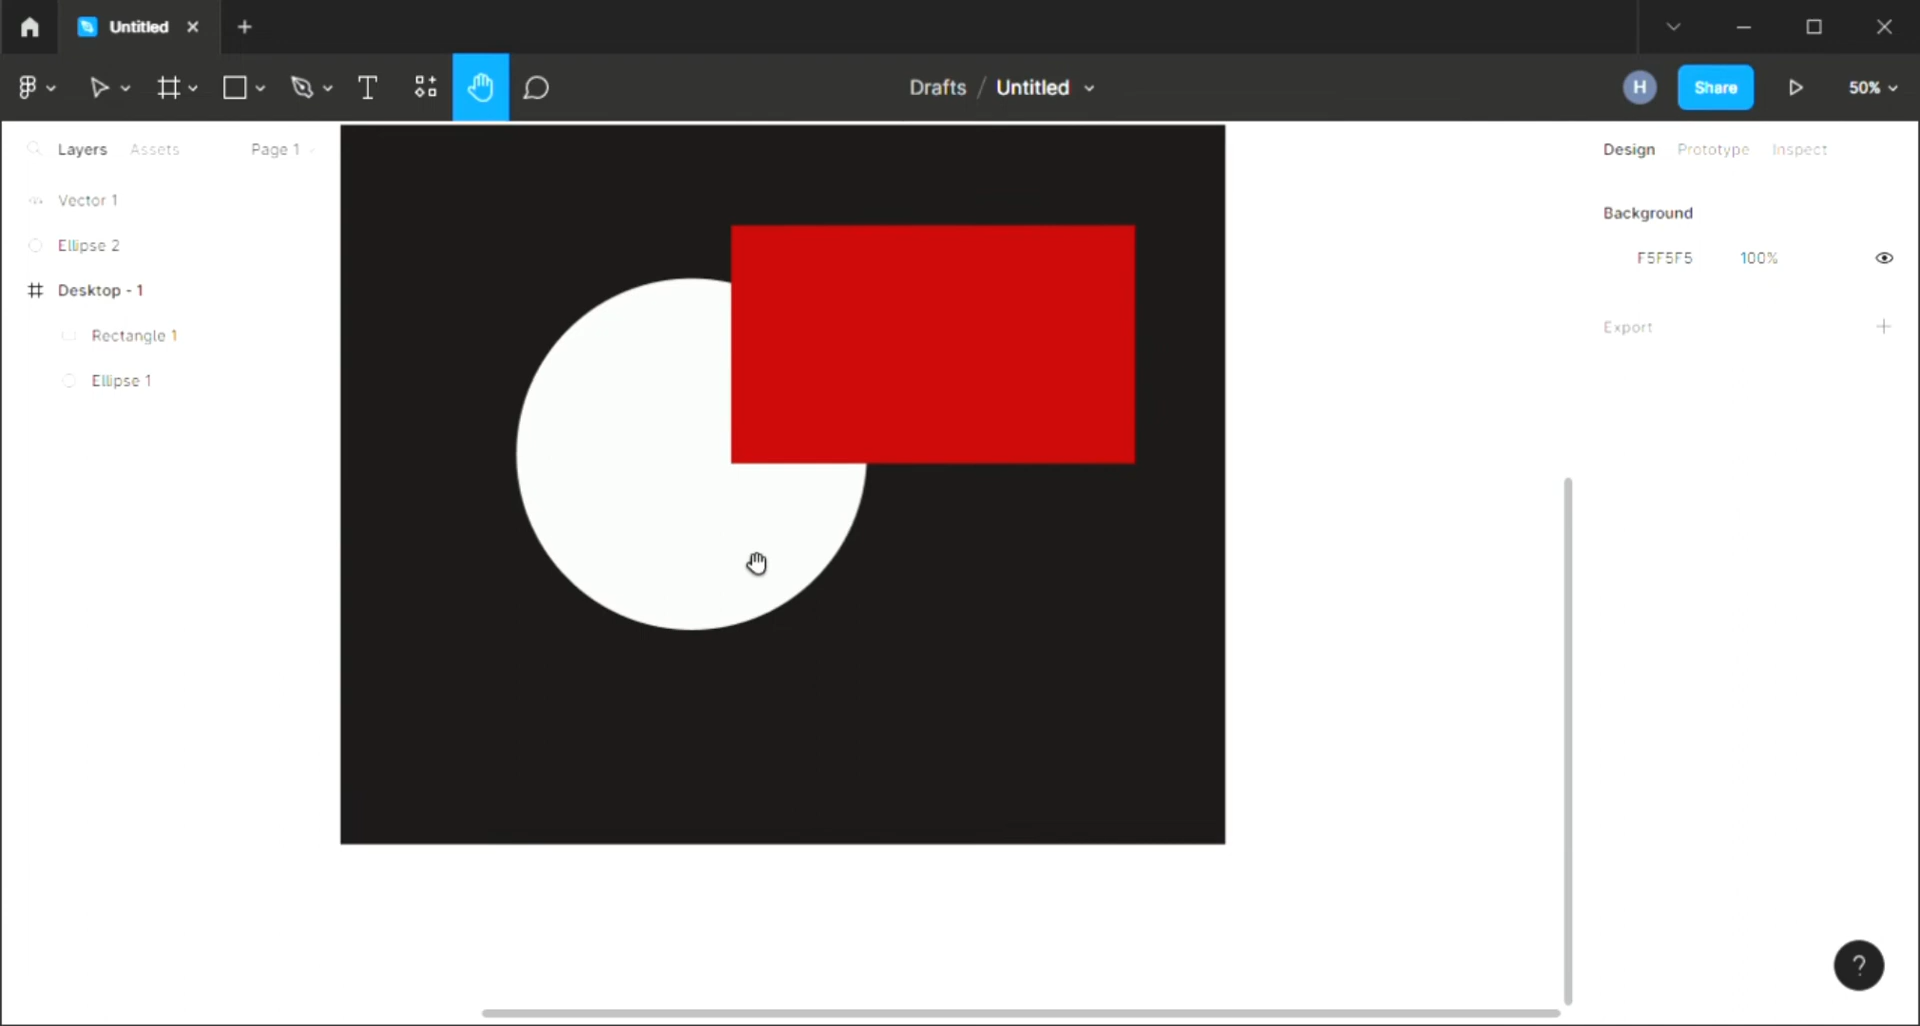 Untitled
Drafts / Untitled
H
Share
50%
Layers
Assets
Page 1
Design
Prototype
Inspect
Vector 1
Ellipse 2
Desktop - 1
Rectangle 1
Ellipse 1
Background
F5F5F5
100%
Export
?